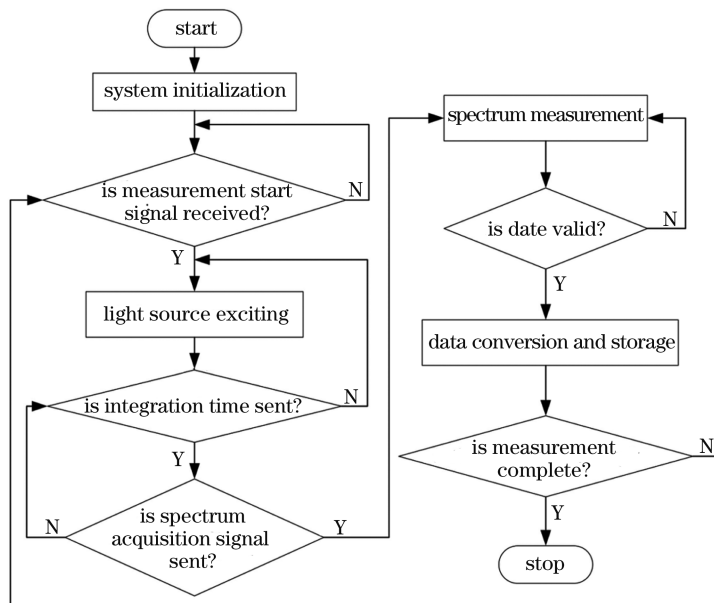 start
system initialization
is measurement start
signal received?
N
Y
light source exciting
is integration time sent?
N
Y
is spectrum
acquisition signal
sent?
N
Y
spectrum measurement
is date valid?
N
Y
data conversion and storage
is measurement
complete?
N
Y
stop